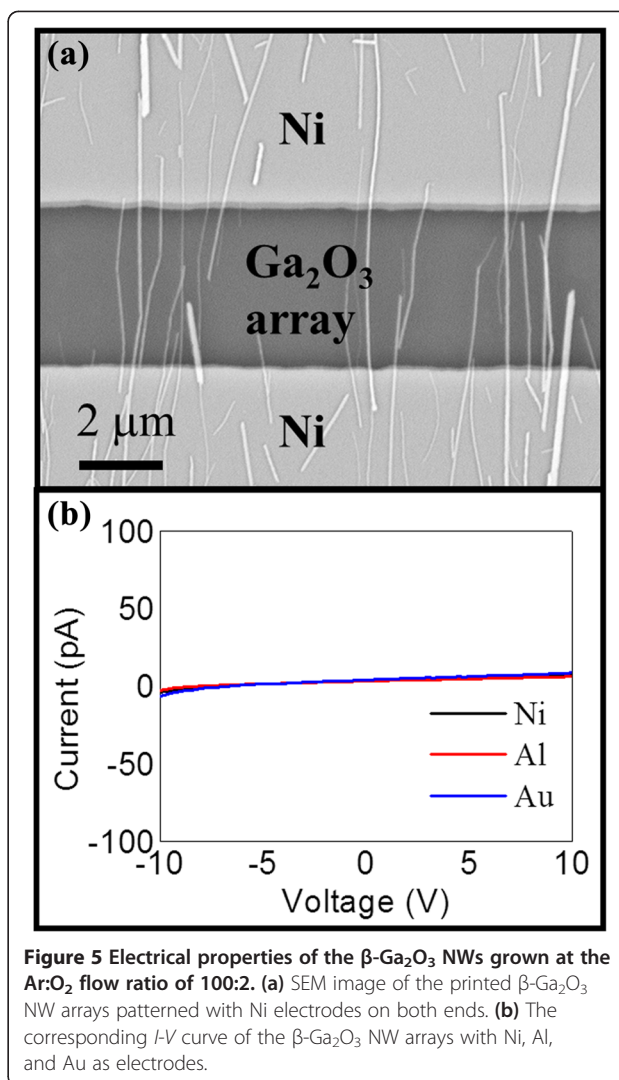 (a)
Ni
Ga₂O₃
array
Ni
2 μm
(b)
100
50
0
-50
-100
Current (pA)
Ni
Al
Au
-10 -5 0 5 10
Voltage (V)
Figure 5 Electrical properties of the β-Ga₂O₃ NWs grown at the
Ar:O₂ flow ratio of 100:2. (a) SEM image of the printed β-Ga₂O₃
NW arrays patterned with Ni electrodes on both ends. (b) The
corresponding I-V curve of the β-Ga₂O₃ NW arrays with Ni, Al,
and Au as electrodes.